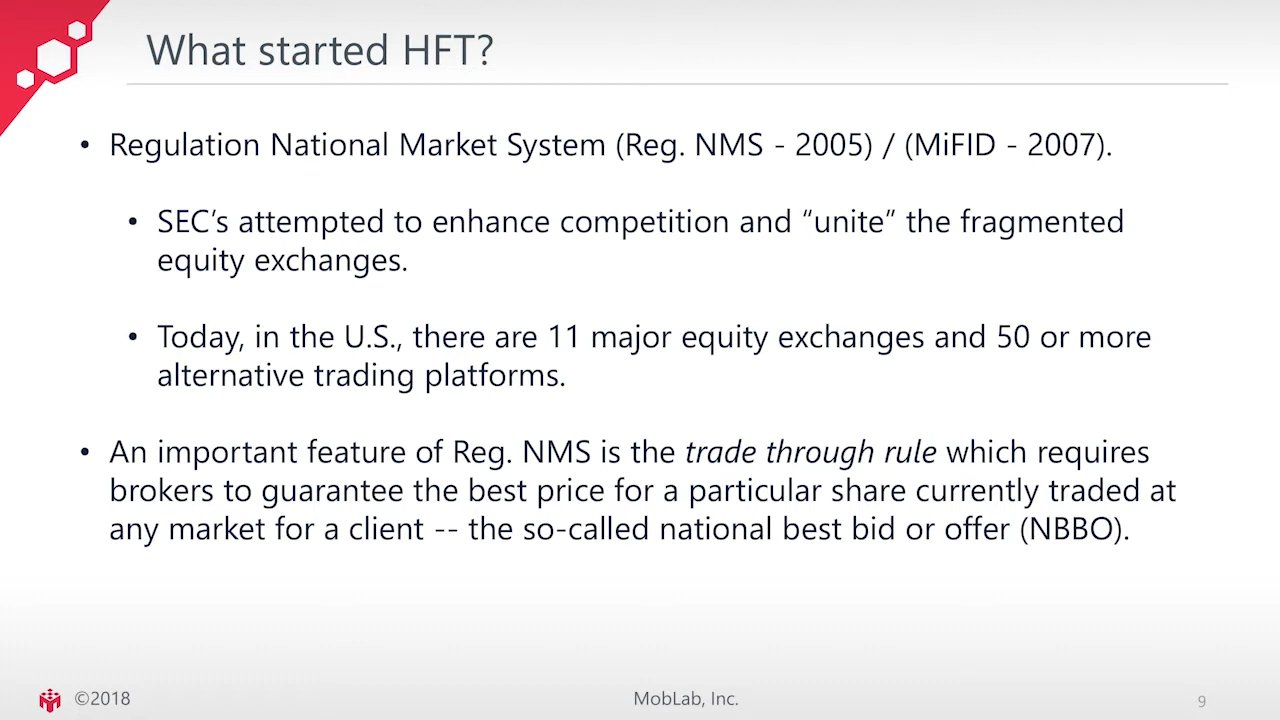 What started HFT?
• Regulation National Market System (Reg. NMS - 2005) / (MiFID - 2007).
• SEC’s attempted to enhance competition and “unite” the fragmented
equity exchanges.
• Today, in the U.S., there are 11 major equity exchanges and 50 or more
alternative trading platforms.
• An important feature of Reg. NMS is the trade through rule which requires
brokers to guarantee the best price for a particular share currently traded at
any market for a client -- the so-called national best bid or offer (NBBO).
©2018 MobLab, Inc. 9